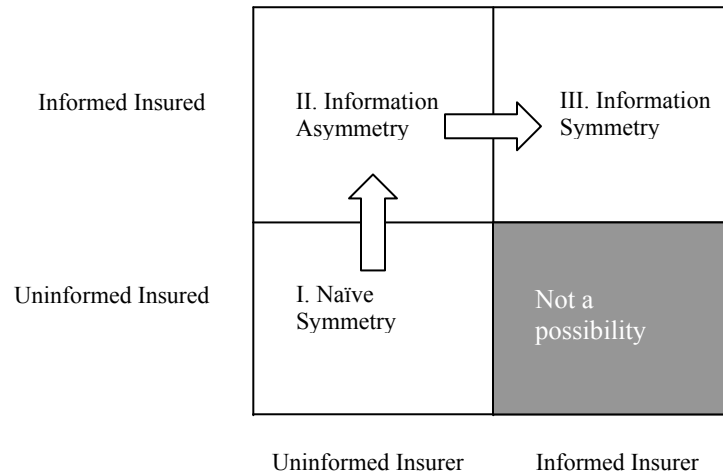 Informed Insured
II. Information
Asymmetry
III. Information
Symmetry
Uninformed Insured
I. Naïve
Symmetry
Not a
possibility
Uninformed Insurer
Informed Insurer